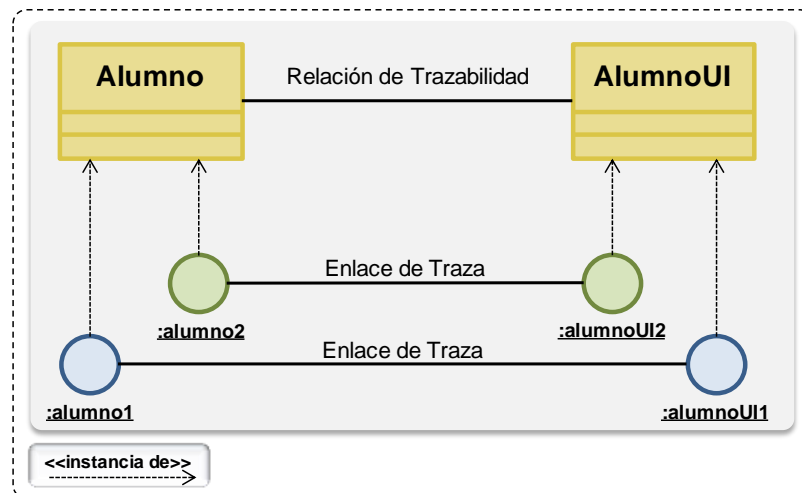 Alumno
Relación de Trazabilidad
AlumnoUI
Enlace de Traza
:alumno2
:alumnoUI2
Enlace de Traza
:alumno1
:alumnoUI1
<<instancia de>>